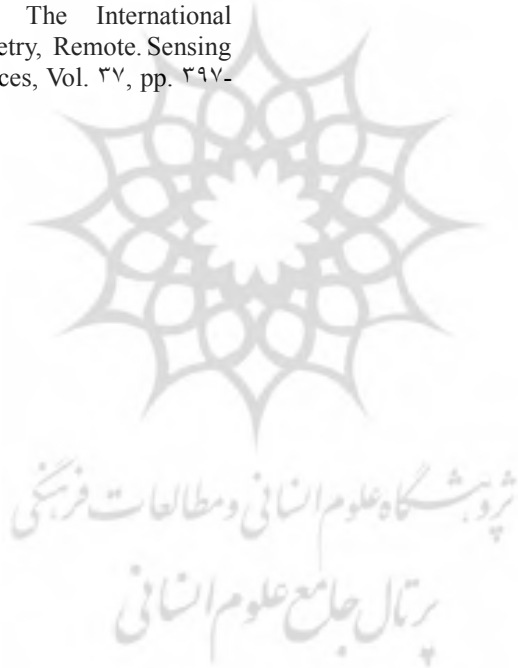 The International
etry, Remote. Sensing
ces, Vol. ۳۷, pp. ۳۹۷-
پژوهشگاه علوم انسانی و مطالعات فرهنگی
پرتال جامع علوم انسانی